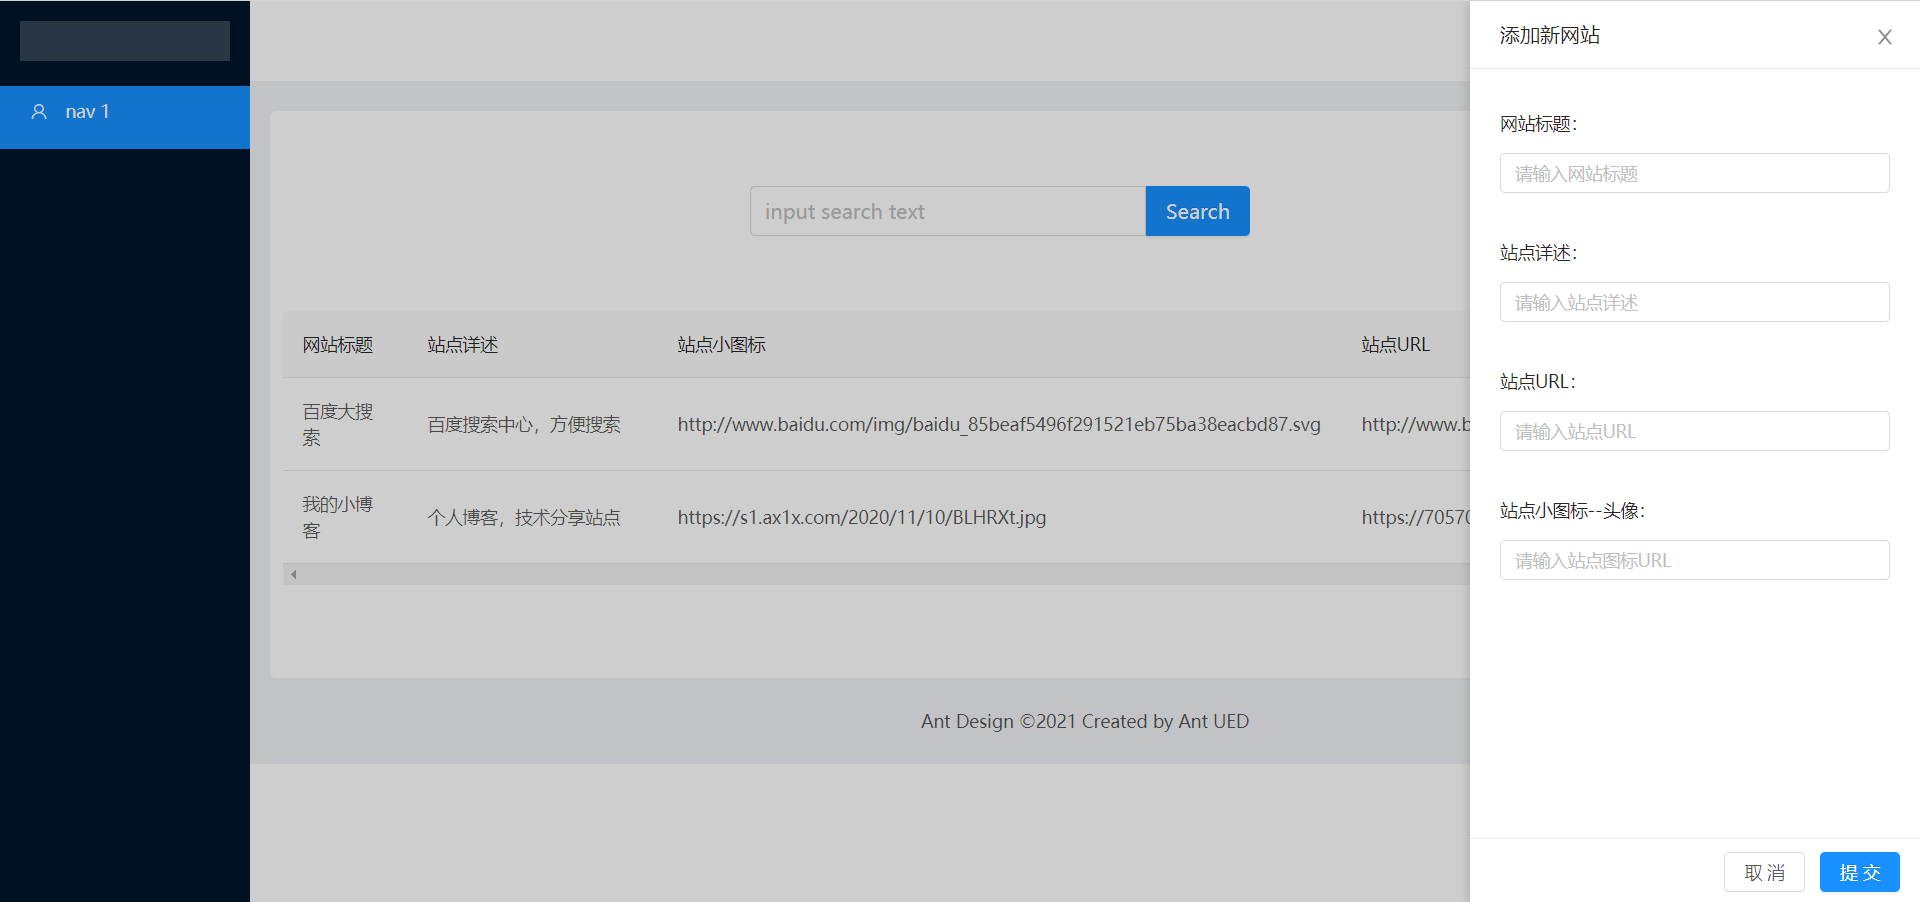 nav 1
input search text
Search
网站标题
站点详述
站点小图标
站点URL
百度大搜
索
百度搜索中心，方便搜索
http://www.baidu.com/img/baidu_85beaf5496f291521eb75ba38eacbd87.svg
http://www.b
我的小博
客
个人博客，技术分享站点
https://s1.ax1x.com/2020/11/10/BLHRXt.jpg
https://7057
Ant Design ©2021 Created by Ant UED
添加新网站
网站标题：
请输入网站标题
站点详述：
请输入站点详述
站点URL：
请输入站点URL
站点小图标--头像：
请输入站点图标URL
取 消
提 交